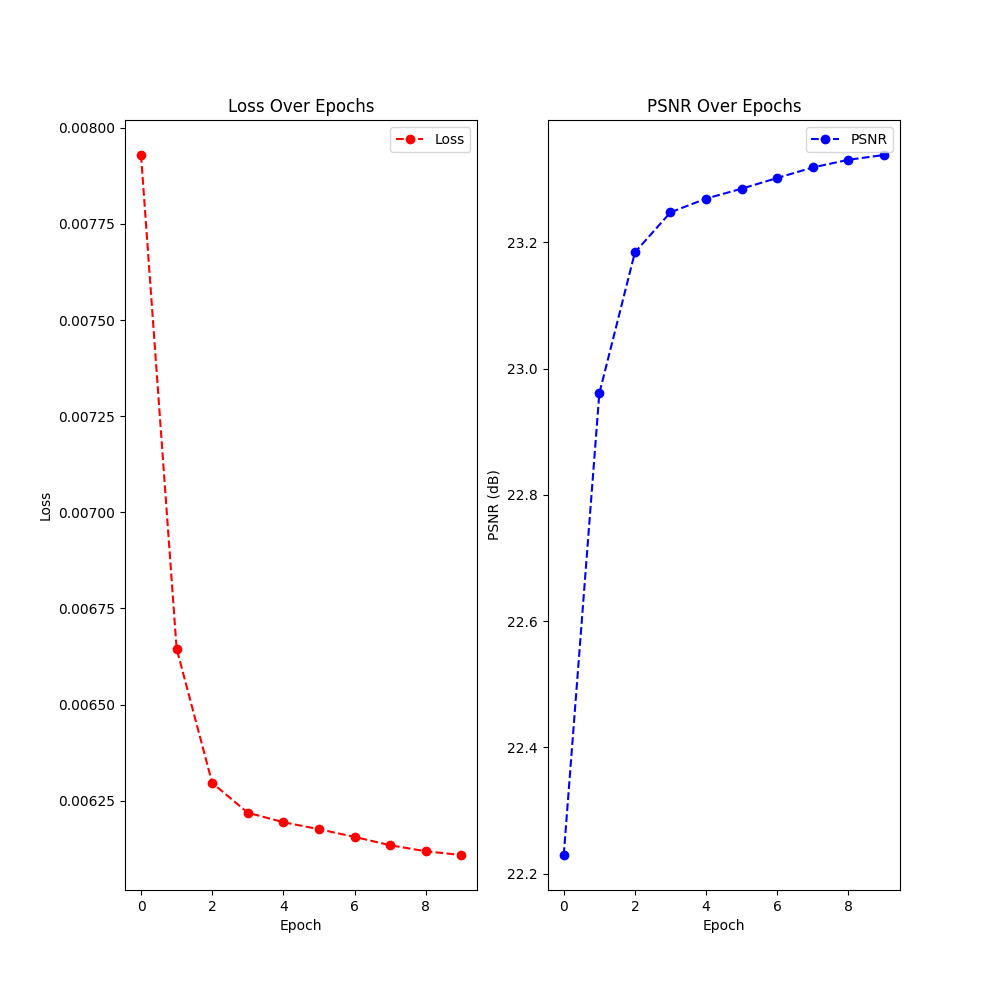 Loss Over Epochs
Loss
0.00800
0.00775
0.00750
0.00725
0.00700
0.00675
0.00650
0.00625
Loss
0 2 4 6 8
Epoch
PSNR Over Epochs
PSNR
23.2
23.0
22.8
22.6
22.4
22.2
PSNR (dB)
0 2 4 6 8
Epoch